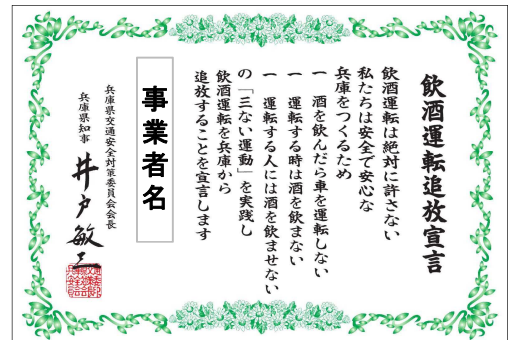 飲酒運転追放宣言
飲酒運転は絶対に許さない
私たちは安全で安心な
兵庫をつくるため
一 酒を飲んだら車を運転しない
一 運転する時は酒を飲まない
一 運転する人には酒を飲ませない
の「三ない運動」を実践し
飲酒運転を兵庫から
追放することを宣言します
事業者名
兵庫県交通安全対策委員会会長
兵庫県知事 井戸敏三